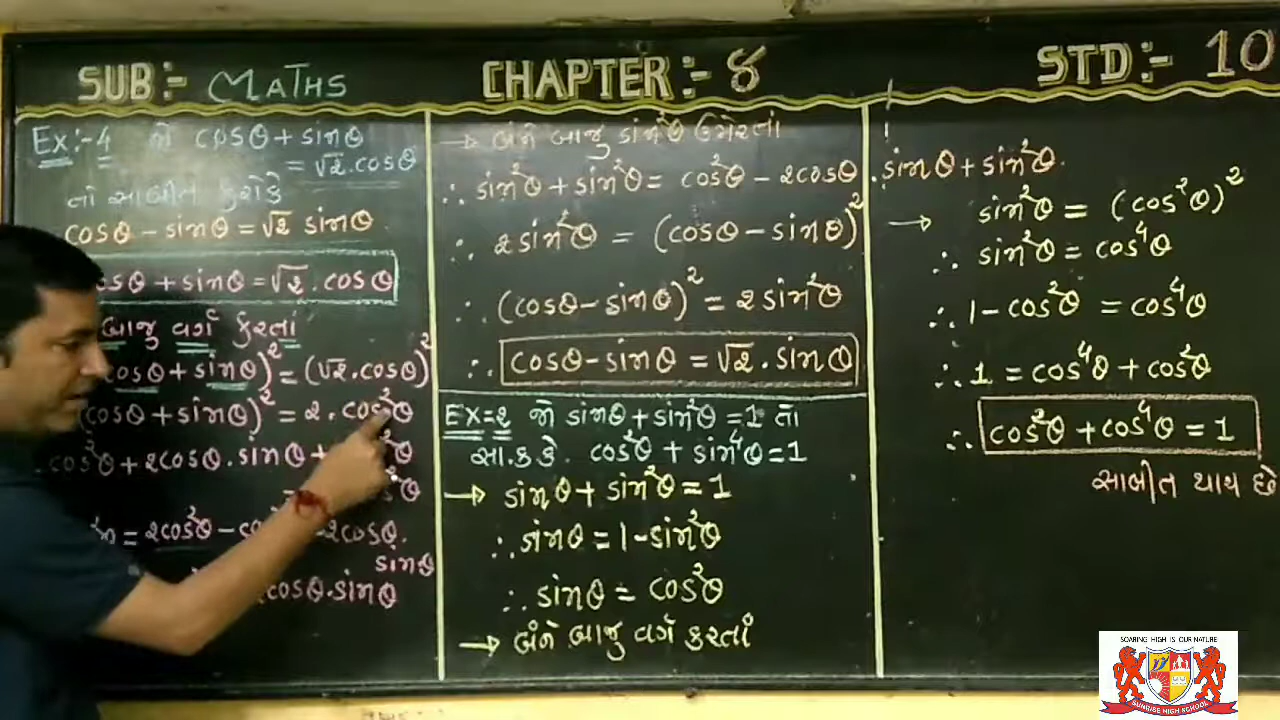 SUB:- MATHS
CHAPTER:- 8
STD:- 10
Ex:-4 જો cosθ + sinθ
= √2.cosθ
તો સાબીત કરોકે
cosθ - sinθ = √2 sinθ
osθ + sinθ = √2 . cosθ
બાજુ વર્ગ કરતાં
cosθ + sinθ)² = (√2.cosθ)²
(cosθ + sinθ)² = 2.cos²θ
cos²θ + 2cosθ.sinθ +
²θ = 2cos²θ - 2cosθ.
sinθ
cosθ.sinθ
→ બંને બાજુ sin²θ ઉમેરતાં
∴ sin²θ + sin²θ = cos²θ - 2cosθ.sinθ + sin²θ.
∴ 2sin²θ = (cosθ - sinθ)²
∴ (cosθ - sinθ)² = 2sin²θ
∴ cosθ - sinθ = √2.sinθ
EX=2 જો sinθ + sin²θ = 1 તો
સા.ક.કે. cos²θ + sin⁴θ = 1
→ sinθ + sin²θ = 1
∴ sinθ = 1 - sin²θ
∴ sinθ = cos²θ
→ બંને બાજુ વર્ગ કરતાં
→ sin²θ = (cos²θ)²
∴ sin²θ = cos⁴θ
∴ 1 - cos²θ = cos⁴θ
∴ 1 = cos⁴θ + cos²θ
∴ cos²θ + cos⁴θ = 1
સાબીત થાય છે
SOARING HIGH IS OUR NATURE
SUNRISE HIGH SCHOOL